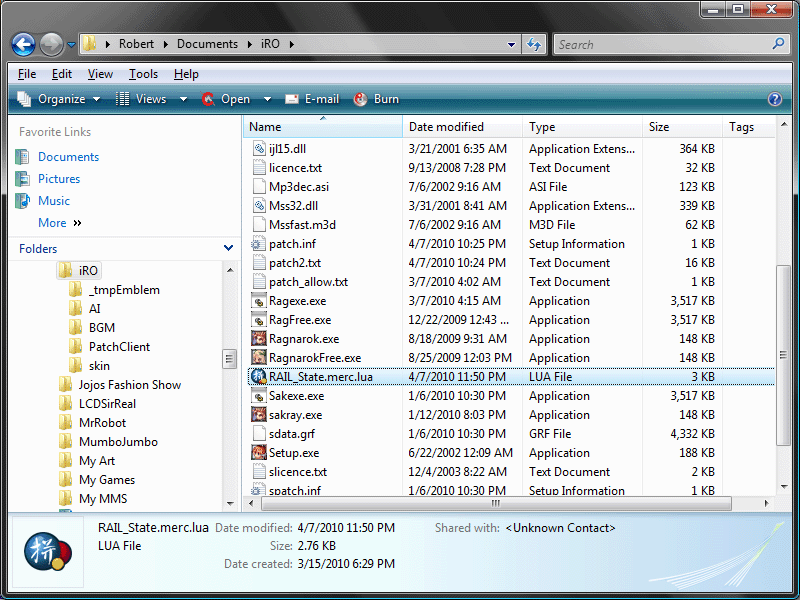 Robert Documents iRO Search
File Edit View Tools Help
Organize Views Open E-mail Burn ?
Favorite Links
Documents
Pictures
Music
More »
Folders
iRO
_tmpEmblem
AI
BGM
PatchClient
skin
Jojos Fashion Show
LCDSirReal
MrRobot
MumboJumbo
My Art
My Games
My MMS
Name Date modified Type Size Tags
ijl15.dll 3/21/2001 6:35 AM Application Extens... 364 KB
licence.txt 9/13/2008 7:28 PM Text Document 32 KB
Mp3dec.asi 7/6/2002 9:16 AM ASI File 123 KB
Mss32.dll 3/31/2001 8:41 AM Application Extens... 339 KB
Mssfast.m3d 7/6/2002 9:16 AM M3D File 62 KB
patch.inf 4/7/2010 10:25 PM Setup Information 1 KB
patch2.txt 4/7/2010 10:24 PM Text Document 16 KB
patch_allow.txt 3/7/2010 4:02 AM Text Document 1 KB
Ragexe.exe 3/7/2010 4:15 AM Application 3,517 KB
RagFree.exe 12/22/2009 12:43 ... Application 3,517 KB
Ragnarok.exe 8/18/2009 9:31 AM Application 148 KB
RagnarokFree.exe 8/25/2009 12:03 PM Application 148 KB
RAIL_State.merc.lua 4/7/2010 11:50 PM LUA File 3 KB
Sakexe.exe 1/6/2010 10:30 PM Application 3,517 KB
sakray.exe 1/12/2010 8:03 PM Application 148 KB
sdata.grf 1/6/2010 10:30 PM GRF File 4,332 KB
Setup.exe 6/22/2002 12:09 AM Application 188 KB
slicence.txt 12/4/2003 8:22 AM Text Document 2 KB
spatch.inf 1/6/2010 10:30 PM Setup Information 1 KB
拼
RAIL_State.merc.lua Date modified: 4/7/2010 11:50 PM Shared with: <Unknown Contact>
LUA File Size: 2.76 KB
Date created: 3/15/2010 6:29 PM